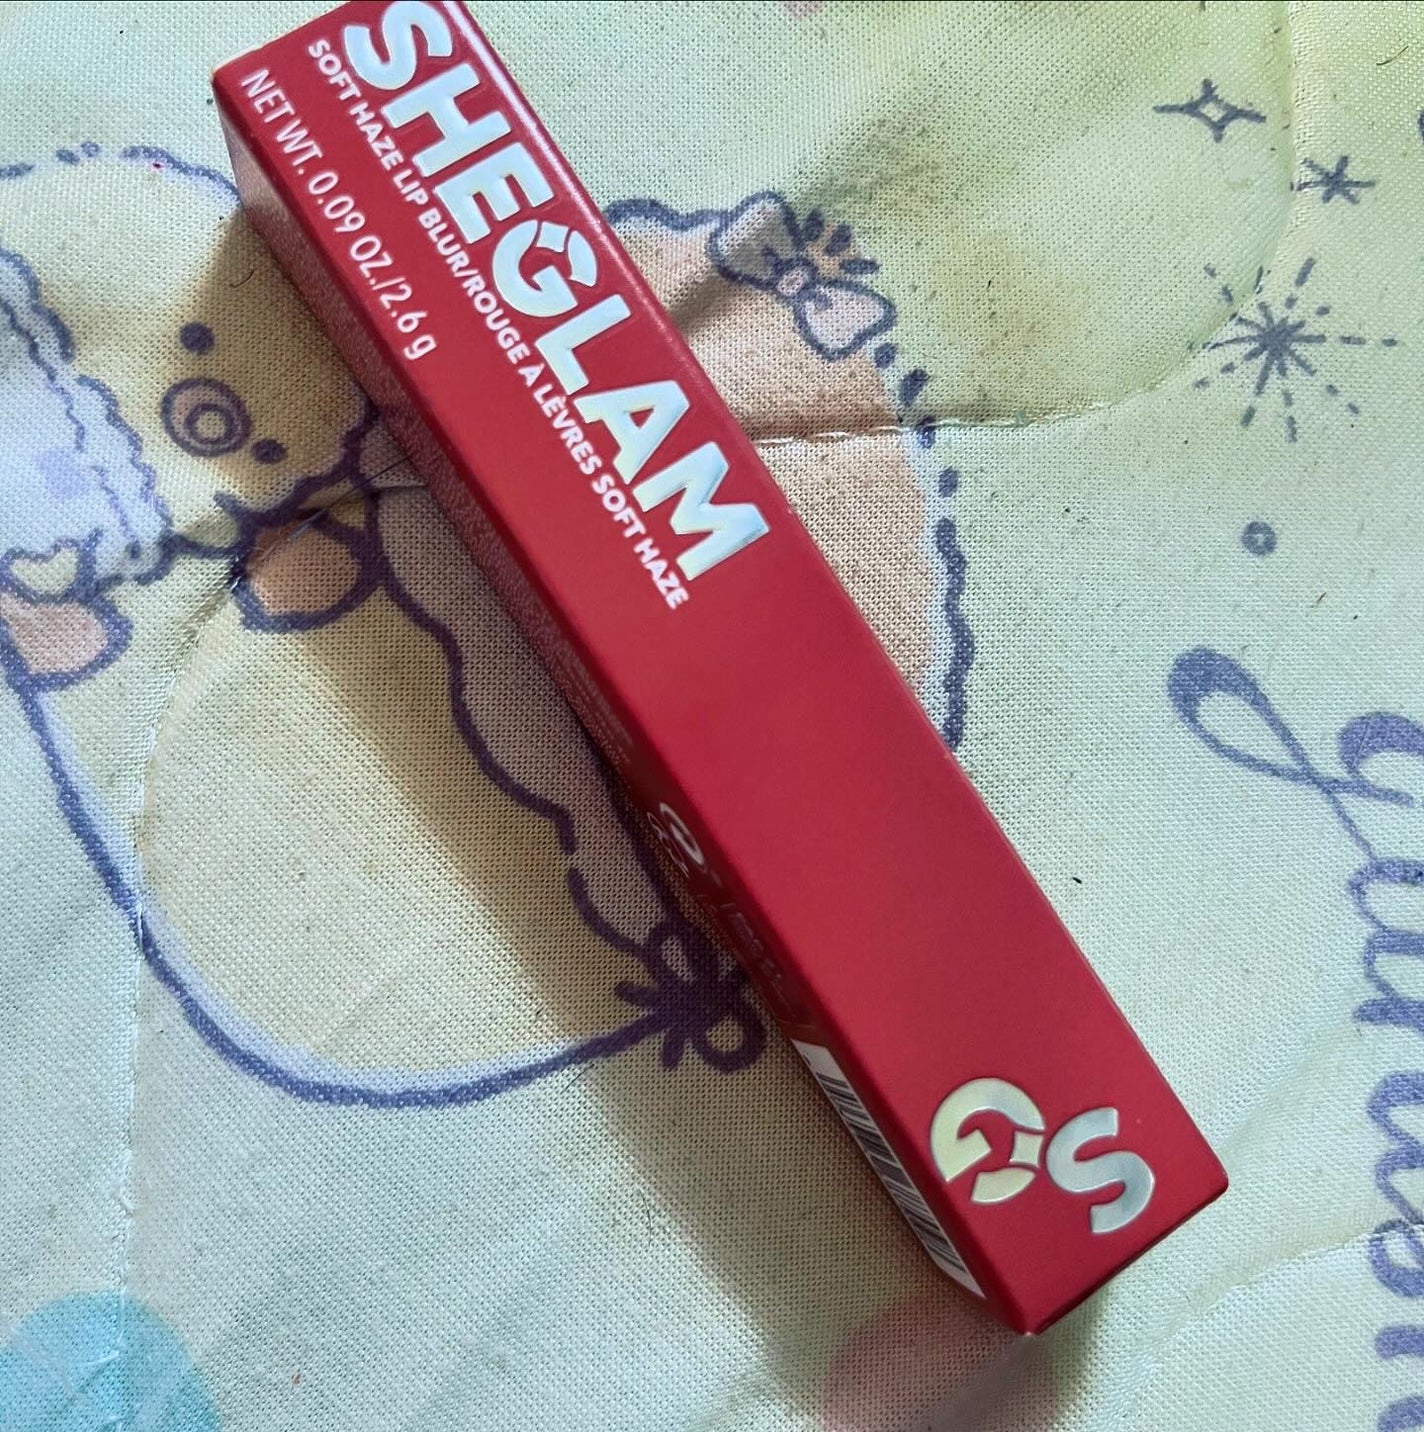 SHEGLAM
SOFT HAZE LIP BLUR/ROUGE À LÈVRES SOFT HAZE
NET WT. 0.09 OZ./2.6 g
SG